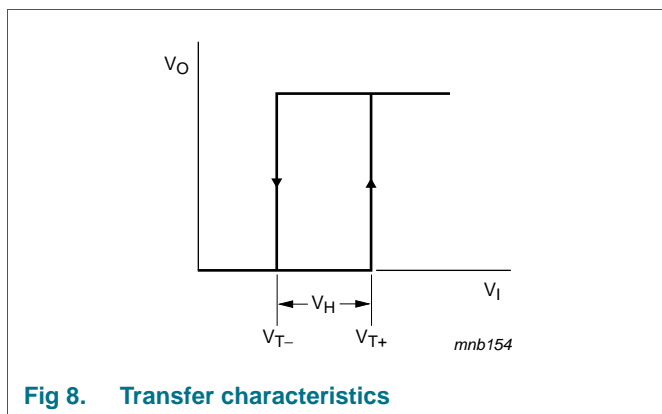 VO
VH
VI
VT−
VT+
mnb154
Fig 8. Transfer characteristics